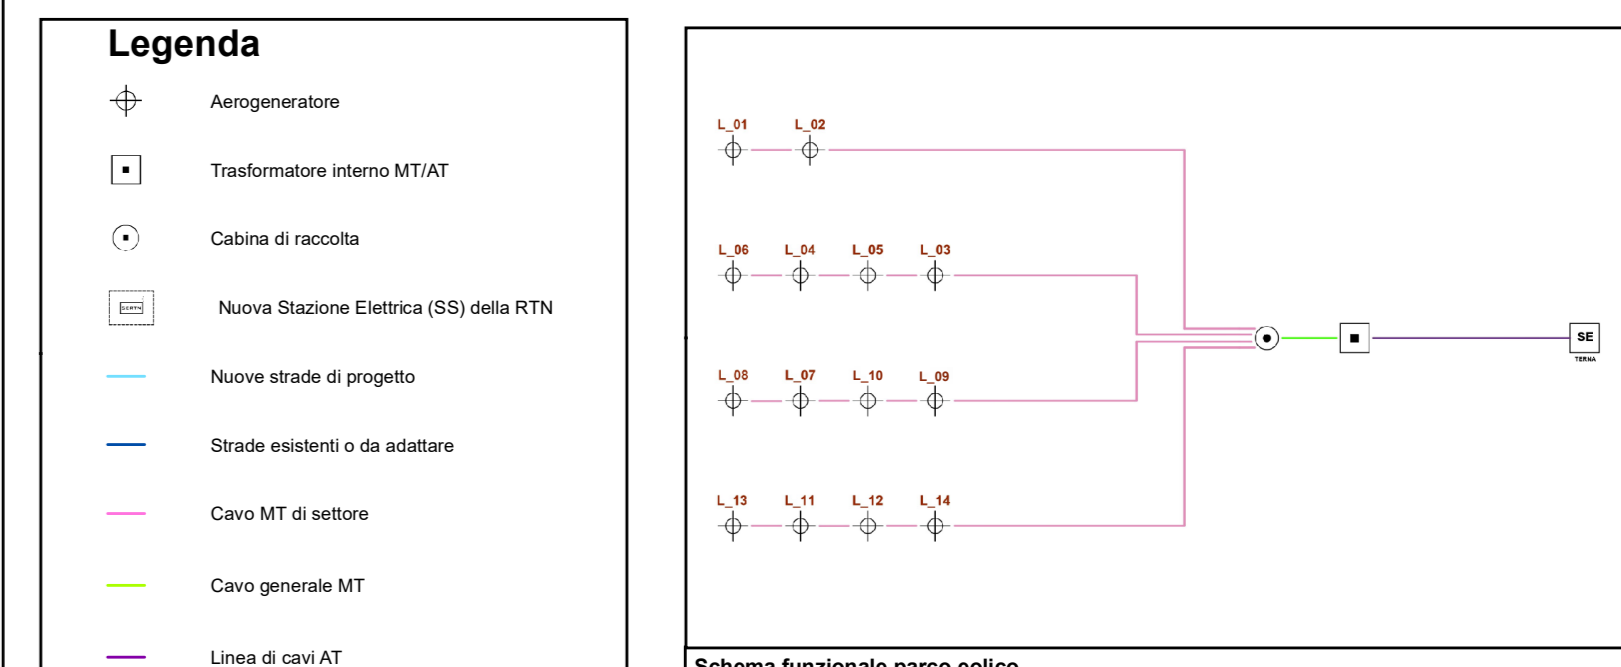 Legenda
Aerogeneratore
Trasformatore interno MT/AT
Cabina di raccolta
SERTN
Nuova Stazione Elettrica (SS) della RTN
Nuove strade di progetto
Strade esistenti o da adattare
Cavo MT di settore
Cavo generale MT
Linea di cavi AT
L_01 L_02
L_06 L_04 L_05 L_03
L_08 L_07 L_10 L_09
L_13 L_11 L_12 L_14
SE
TERNA
Schema funzionale parco eolico